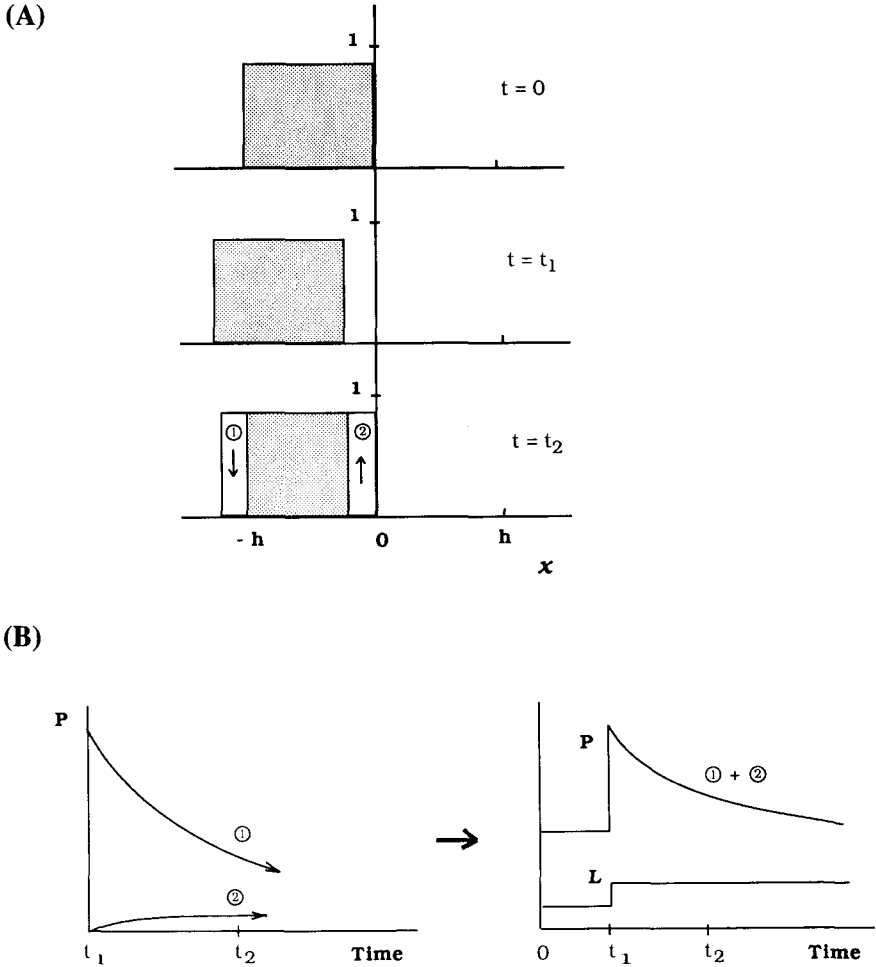 (A)
1
t = 0
1
t = t₁
1
① ②
t = t₂
- h 0 h
x
(B)
P
①
②
t₁ t₂ Time
P
① + ②
L
0 t₁ t₂ Time